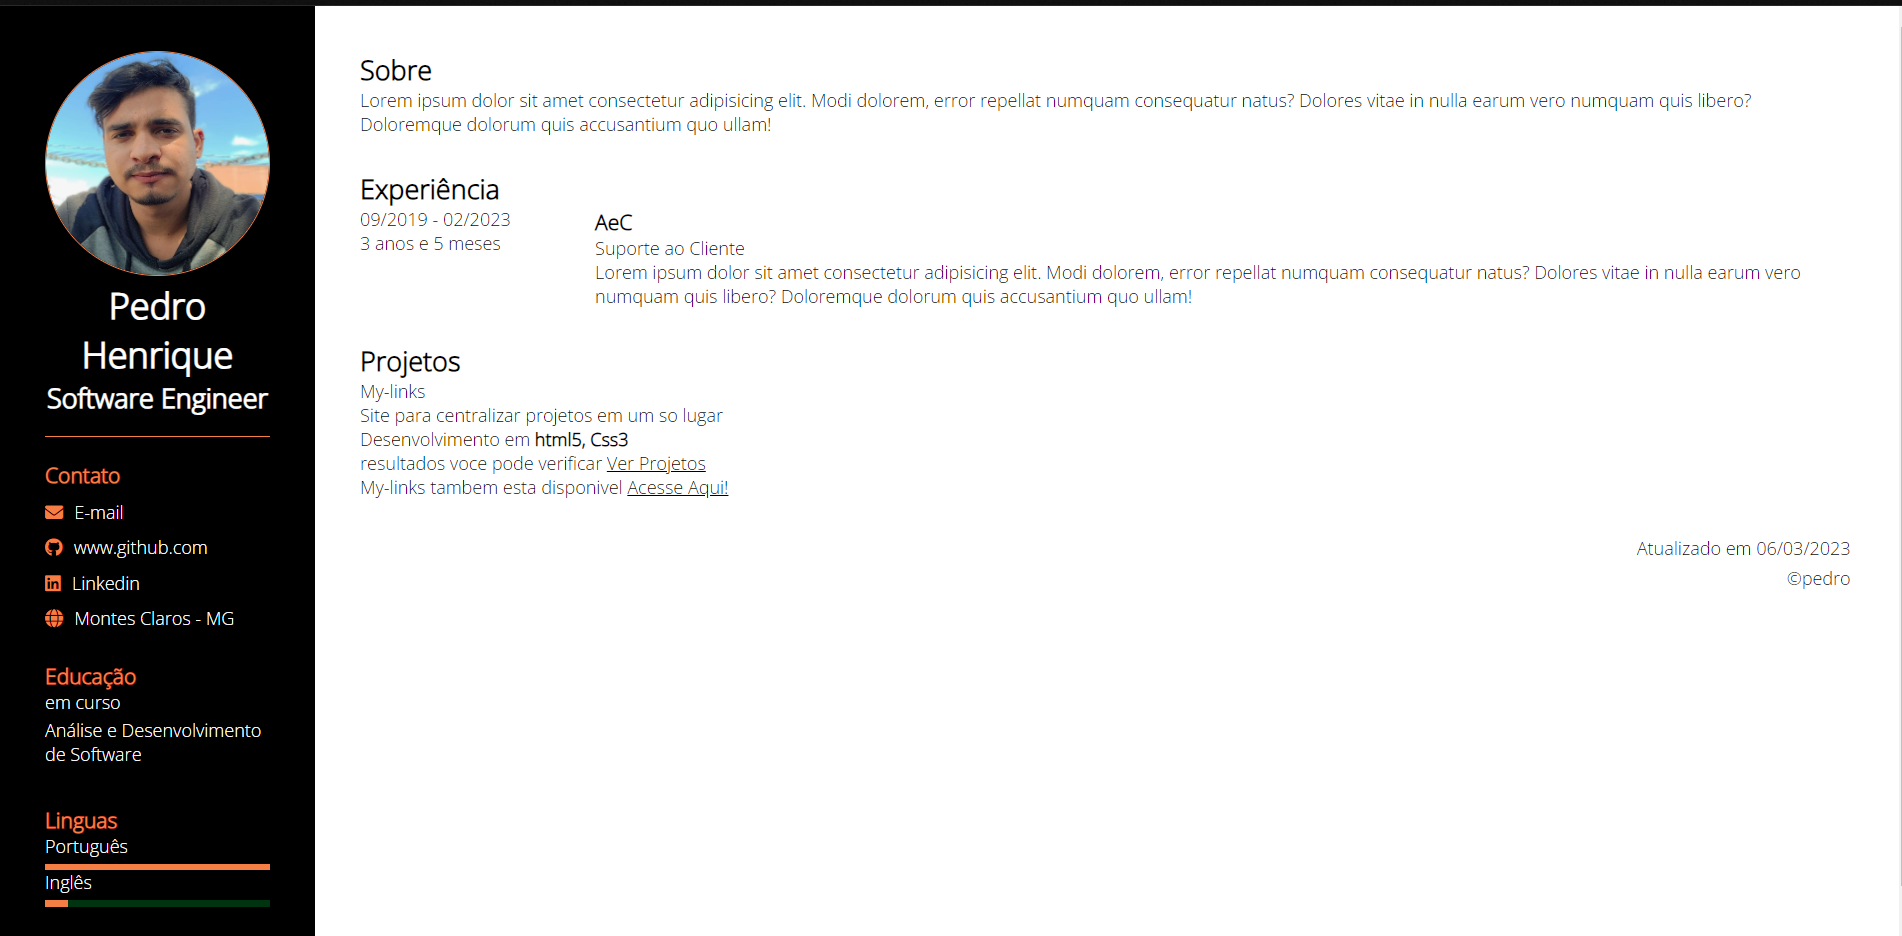 Pedro
Henrique
Software Engineer
Contato
E-mail
www.github.com
Linkedin
Montes Claros - MG
Educação
em curso
Análise e Desenvolvimento
de Software
Linguas
Português
Inglês
Sobre
Lorem ipsum dolor sit amet consectetur adipisicing elit. Modi dolorem, error repellat numquam consequatur natus? Dolores vitae in nulla earum vero numquam quis libero?
Doloremque dolorum quis accusantium quo ullam!
Experiência
09/2019 - 02/2023
3 anos e 5 meses
AeC
Suporte ao Cliente
Lorem ipsum dolor sit amet consectetur adipisicing elit. Modi dolorem, error repellat numquam consequatur natus? Dolores vitae in nulla earum vero
numquam quis libero? Doloremque dolorum quis accusantium quo ullam!
Projetos
My-links
Site para centralizar projetos em um so lugar
Desenvolvimento em html5, Css3
resultados voce pode verificar Ver Projetos
My-links tambem esta disponivel Acesse Aqui!
Atualizado em 06/03/2023
©pedro